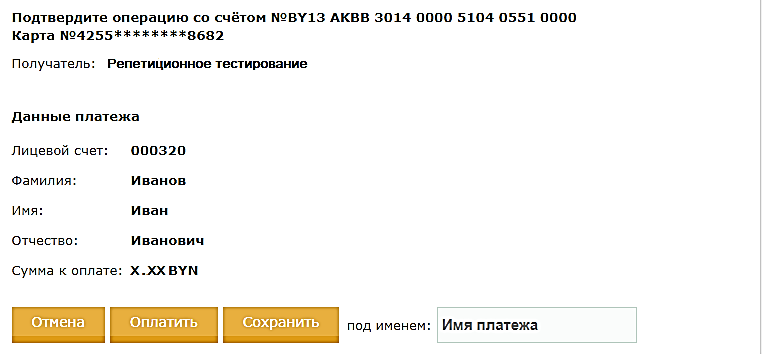 Подтвердите операцию со счётом №BY13 AKBB 3014 0000 5104 0551 0000
Карта №4255********8682
Получатель: Репетиционное тестирование
Данные платежа
Лицевой счет: 000320
Фамилия: Иванов
Имя: Иван
Отчество: Иванович
Сумма к оплате: X.XX BYN
Отмена Оплатить Сохранить под именем: Имя платежа